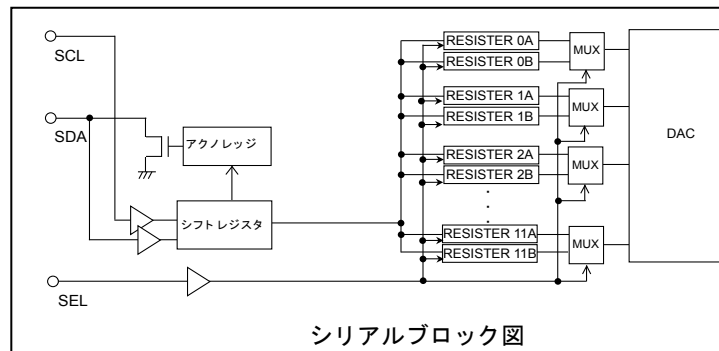 SCL
SDA
SEL
アクノレッジ
シフトレジスタ
RESISTER 0A
RESISTER 0B
RESISTER 1A
RESISTER 1B
RESISTER 2A
RESISTER 2B
RESISTER 11A
RESISTER 11B
MUX
MUX
MUX
MUX
DAC
シリアルブロック図